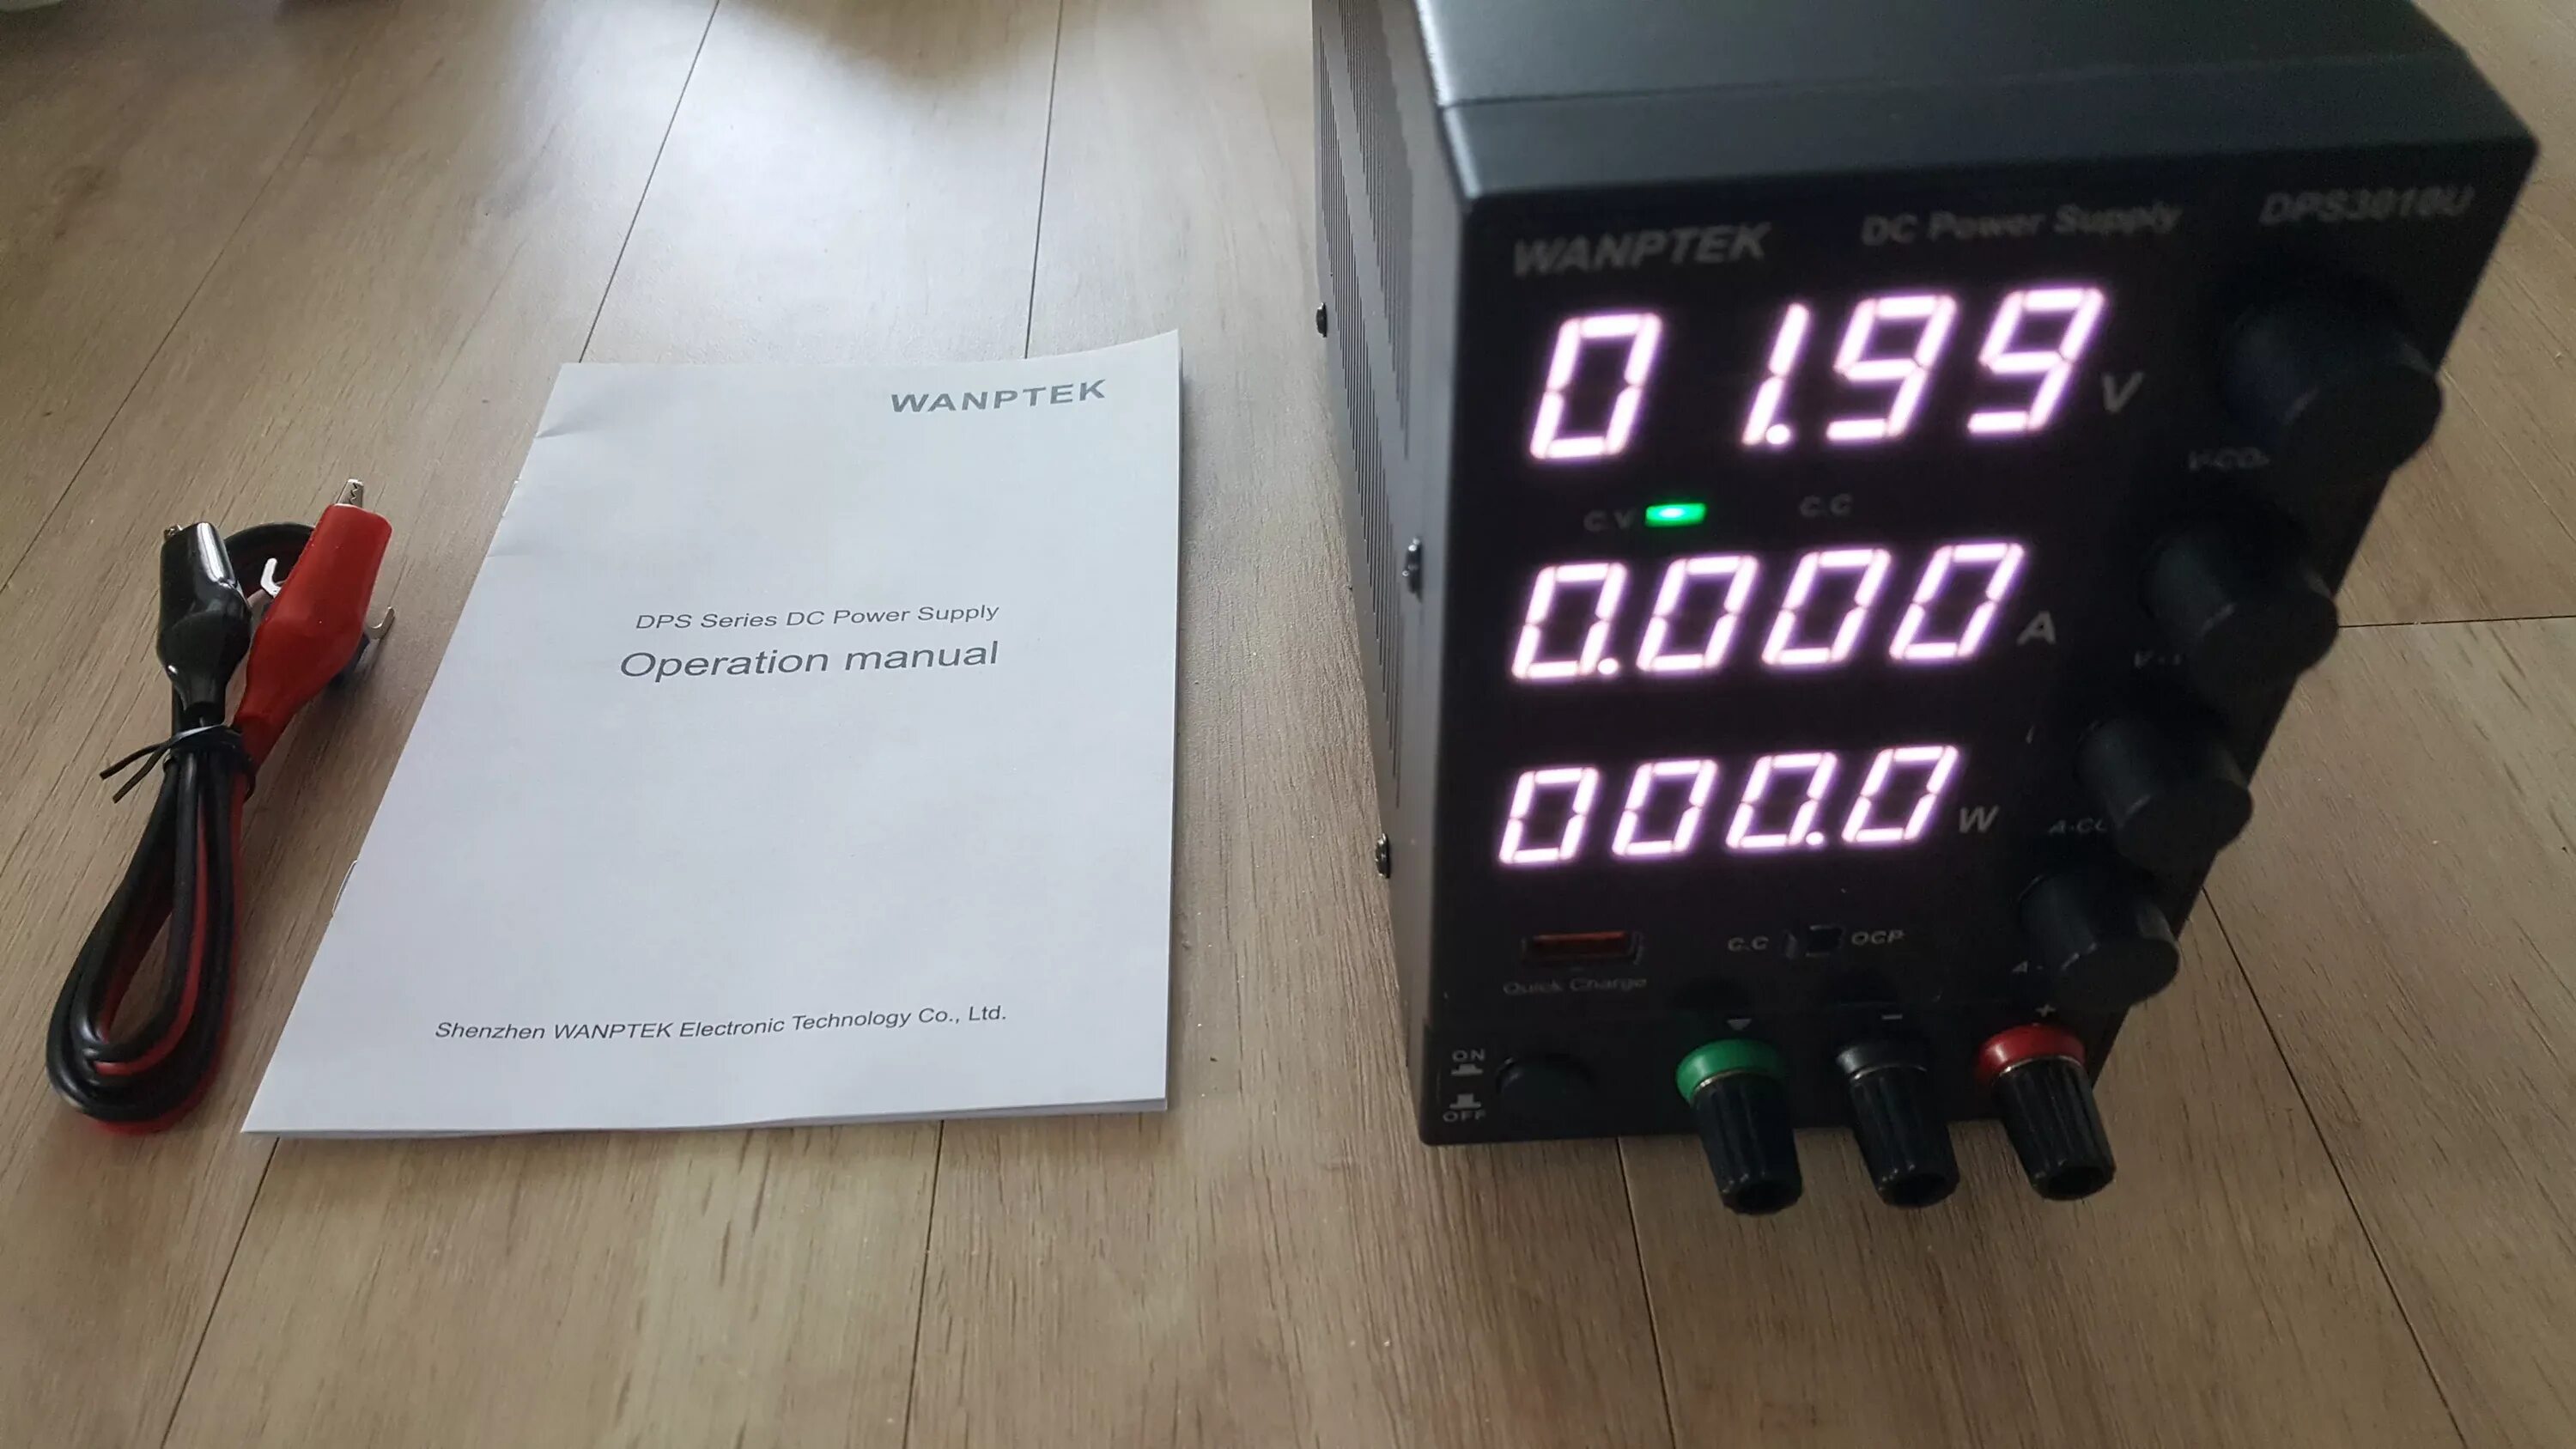 WANPTEK
DPS Series DC Power Supply
Operation manual
Shenzhen WANPTEK Electronic Technology Co., Ltd.
WANPTEK DC Power Supply DPS3010U
01.99 V
C.V C.C
0.000 A
000.0 W
Quick Charge
C.C OCP
ON
OFF